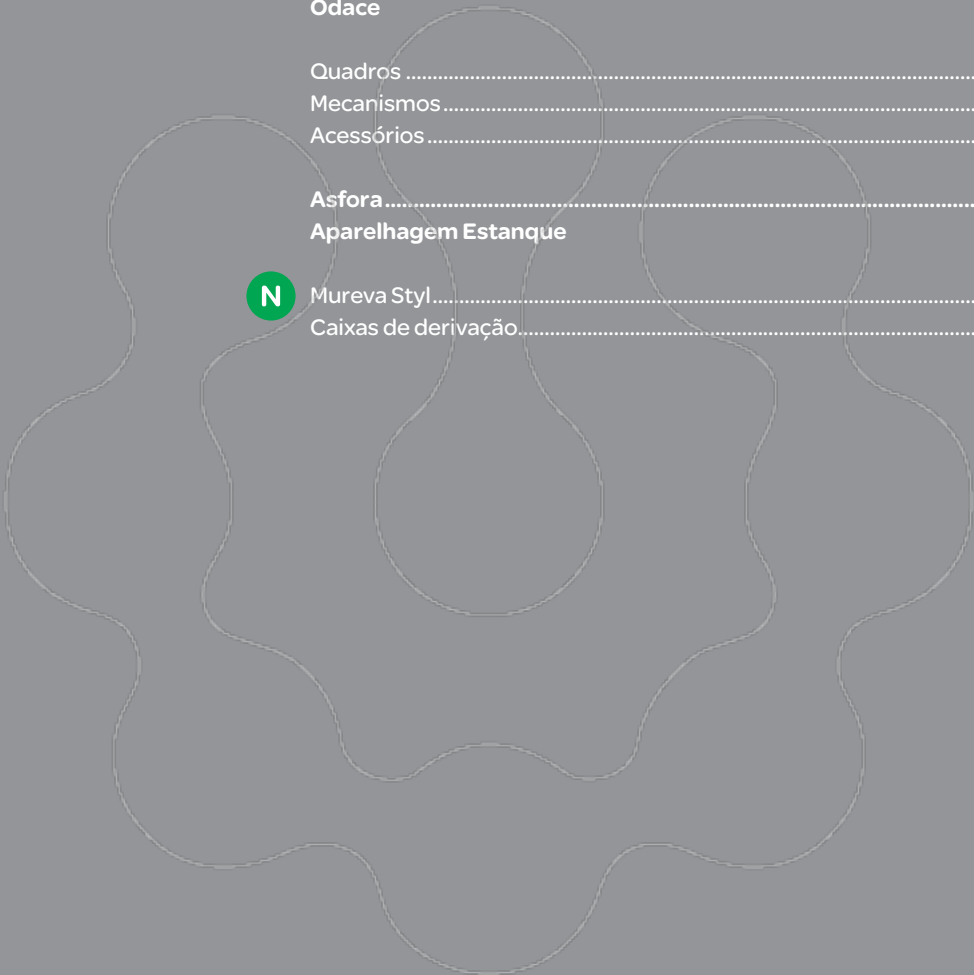 Odace
Quadros ................................................................
Mecanismos ................................................................
Acessórios ................................................................
Asfora ................................................................
Aparelhagem Estanque
N Mureva Styl ................................................................
Caixas de derivação ................................................................